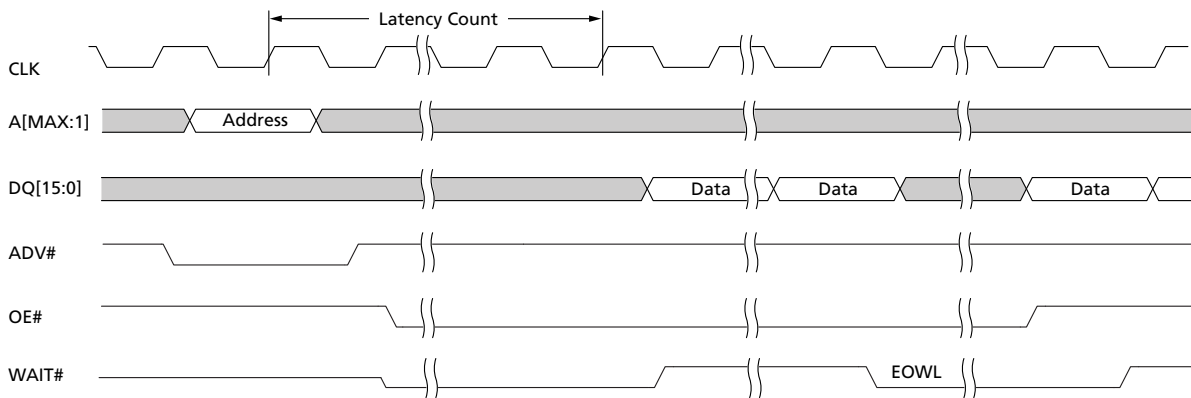 Latency Count
CLK
A[MAX:1]
Address
DQ[15:0]
Data
Data
Data
ADV#
OE#
WAIT#
EOWL